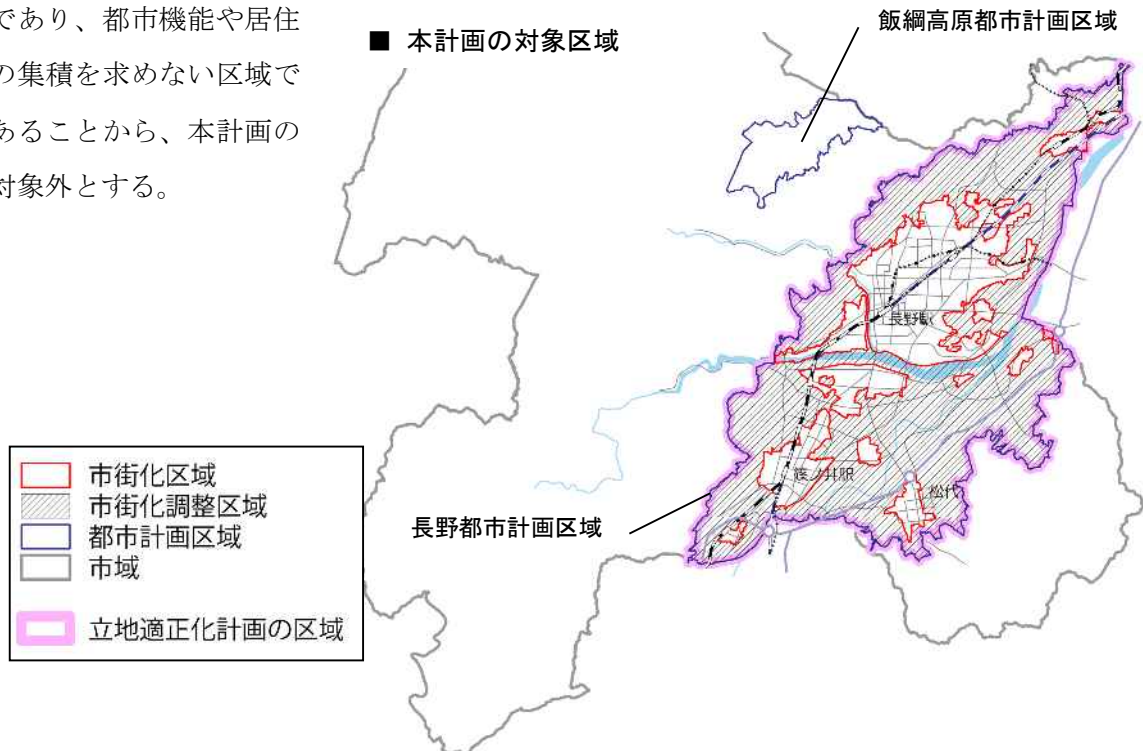 であり、都市機能や居住
の集積を求めない区域で
あることから、本計画の
対象外とする。
■ 本計画の対象区域
飯綱高原都市計画区域
長野駅
篠ノ井駅
松代
長野都市計画区域
市街化区域
市街化調整区域
都市計画区域
市域
立地適正化計画の区域